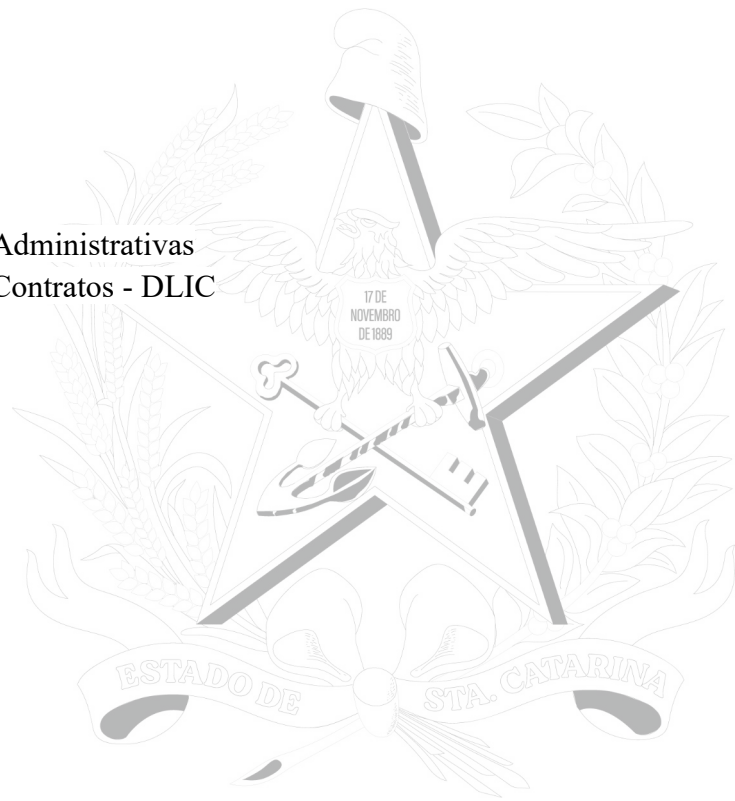 Administrativas
Contratos - DLIC
17 DE
NOVEMBRO
DE 1889
ESTADO DE STA. CATARINA